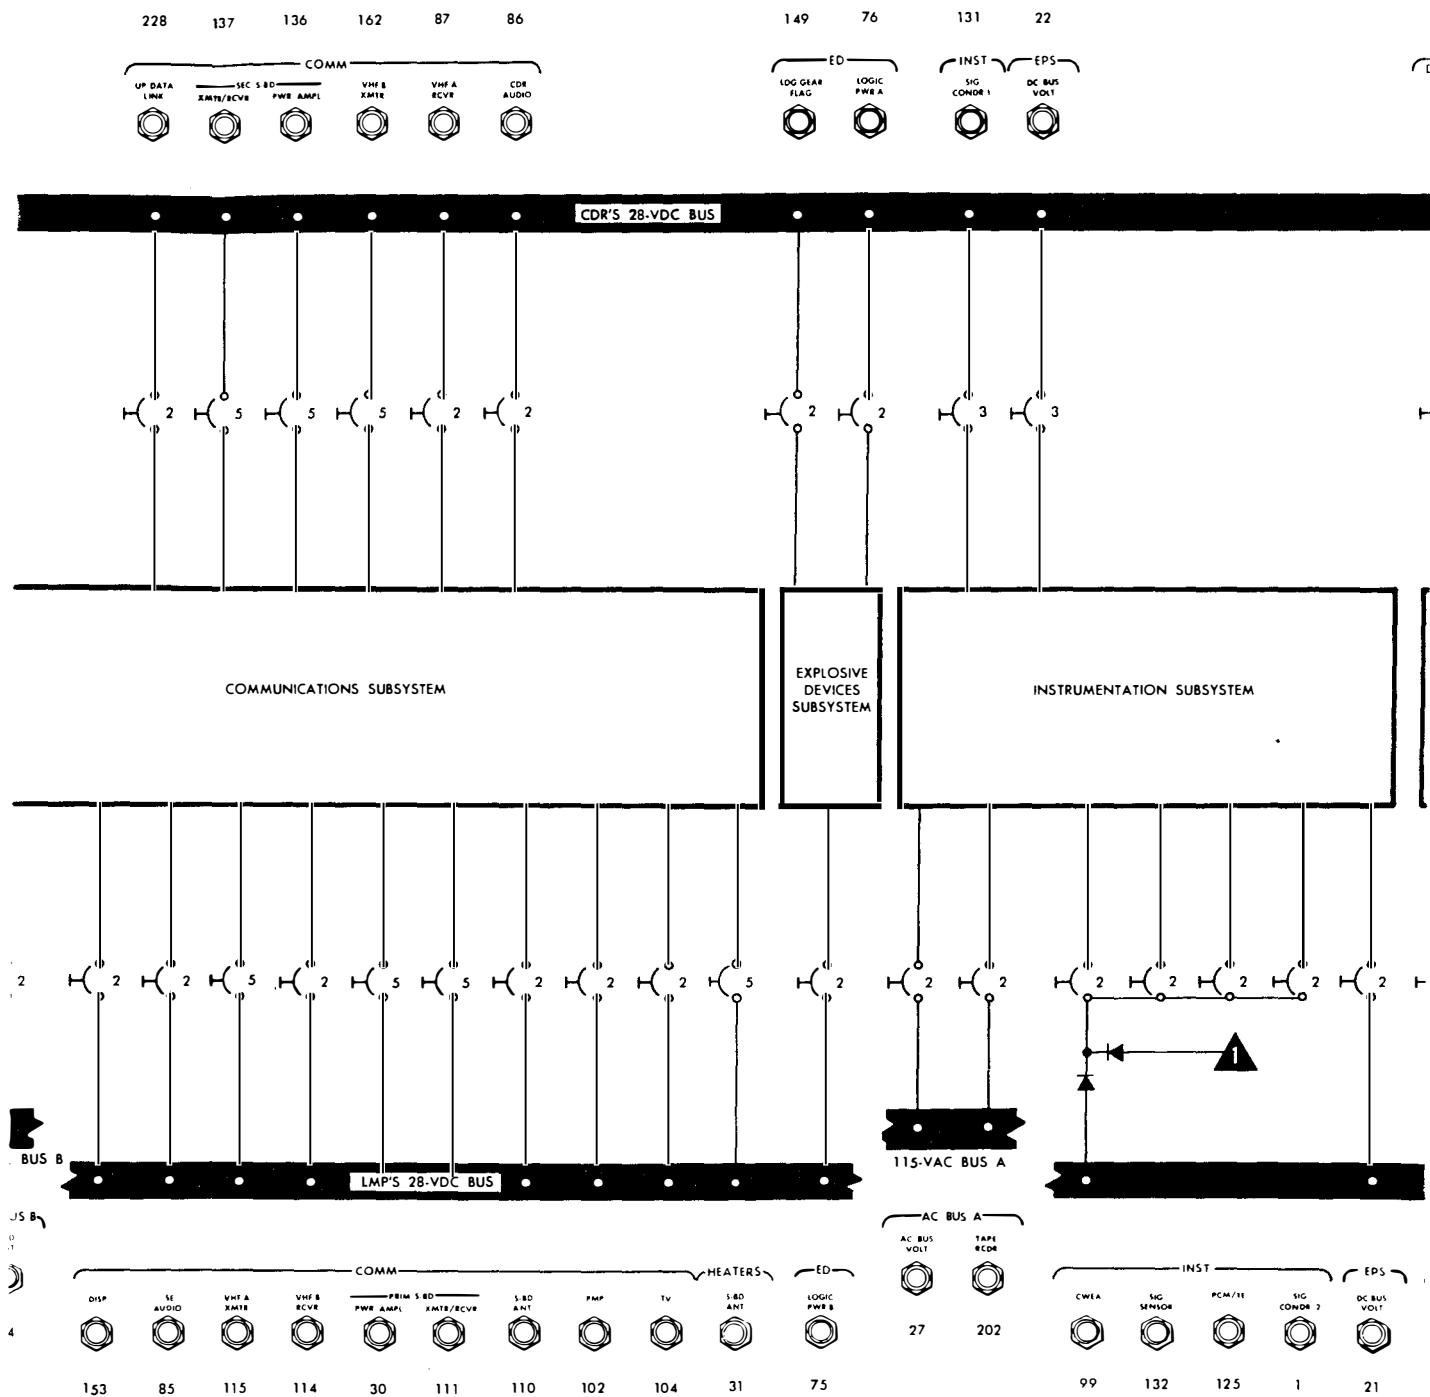 228 137 136 162 87 86 149 76 131 22
COMM ED INST EPS
UP DATA LINK
SEC S-BD
XMTR/RCVR PWR AMPL
VHF B XMTR
VHF A RCVR
CDR AUDIO
LDG GEAR FLAG
LOGIC PWR A
SIG CONDR 1
DC BUS VOLT
CDR'S 28-VDC BUS
2 5 5 5 2 2 2 2 3 3
COMMUNICATIONS SUBSYSTEM
EXPLOSIVE
DEVICES
SUBSYSTEM
INSTRUMENTATION SUBSYSTEM
2 2 2 5 2 5 5 2 2 2 5 2 2 2 2 2 2 2 2
1
BUS B
LMP'S 28-VDC BUS
115-VAC BUS A
US B
COMM HEATERS ED AC BUS A INST EPS
AC BUS VOLT
TAPE RCDR
DISP
SE AUDIO
VHF A XMTR
VHF B RCVR
PRIM S-BD
PWR AMPL XMTR/RCVR
S-BD ANT
PMP
TV
S-BD ANT
LOGIC PWR B
CWEA
SIG SENSOR
PCM/TE
SIG CONDR 2
DC BUS VOLT
4
27 202
153 85 115 114 30 111 110 102 104 31 75 99 132 125 1 21